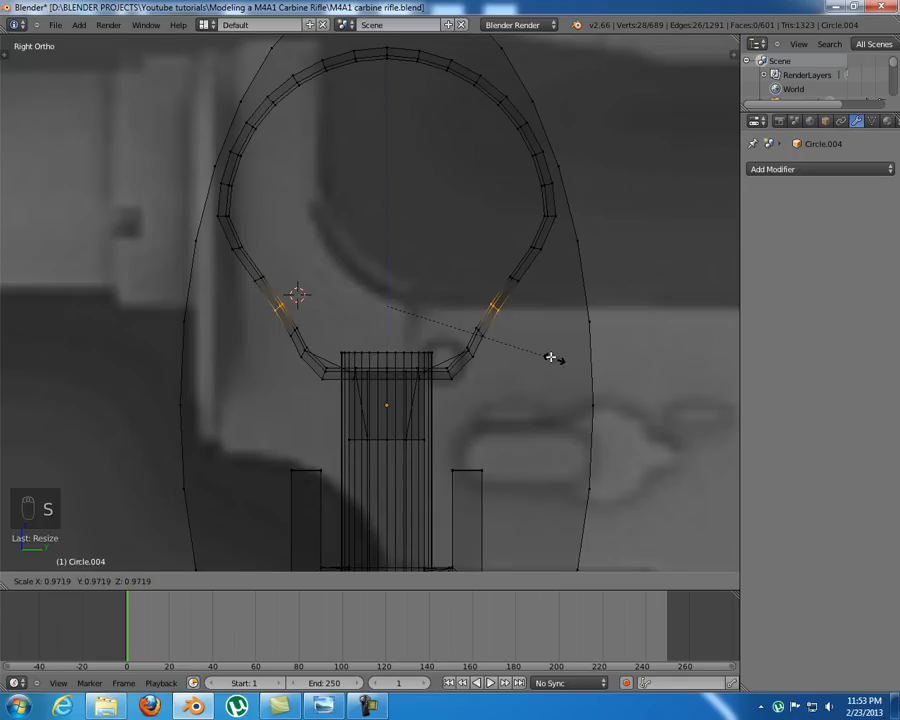 Blender* [D:\BLENDER PROJECTS\Youtube tutorials\Modeling a M4A1 Carbine Rifle\M4A1 carbine rifle.blend]
File Add Render Window Help Default Scene Blender Render v2.66 | Verts:28/689 | Edges:26/1291 | Faces:0/601 | Tris:1323 | Circle.004
Right Ortho
View Search All Scenes
Scene
RenderLayers
World
Circle.004
Add Modifier
S
Last: Resize
(1) Circle.004
Scale X: 0.9719 Y: 0.9719 Z: 0.9719
-40 -20 0 20 40 60 80 100 120 140 160 180 200 220 240 260
View Marker Frame Playback Start: 1 End: 250 1 No Sync
11:53 PM
2/23/2013